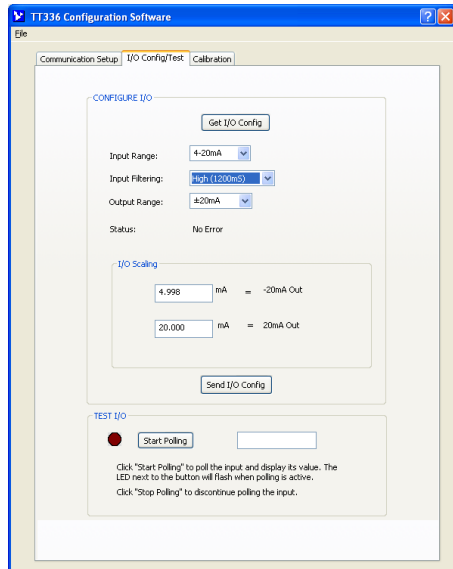 TT336 Configuration Software
File
Communication Setup I/O Config/Test Calibration
CONFIGURE I/O
Get I/O Config
Input Range: 4-20mA
Input Filtering: High (1200mS)
Output Range: ±20mA
Status: No Error
I/O Scaling
4.998 mA = -20mA Out
20.000 mA = 20mA Out
Send I/O Config
TEST I/O
Start Polling
Click "Start Polling" to poll the input and display its value. The
LED next to the button will flash when polling is active.
Click "Stop Polling" to discontinue polling the input.